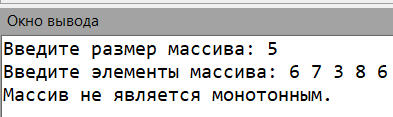 Окно вывода
Введите размер массива: 5
Введите элементы массива: 6 7 3 8 6
Массив не является монотонным.